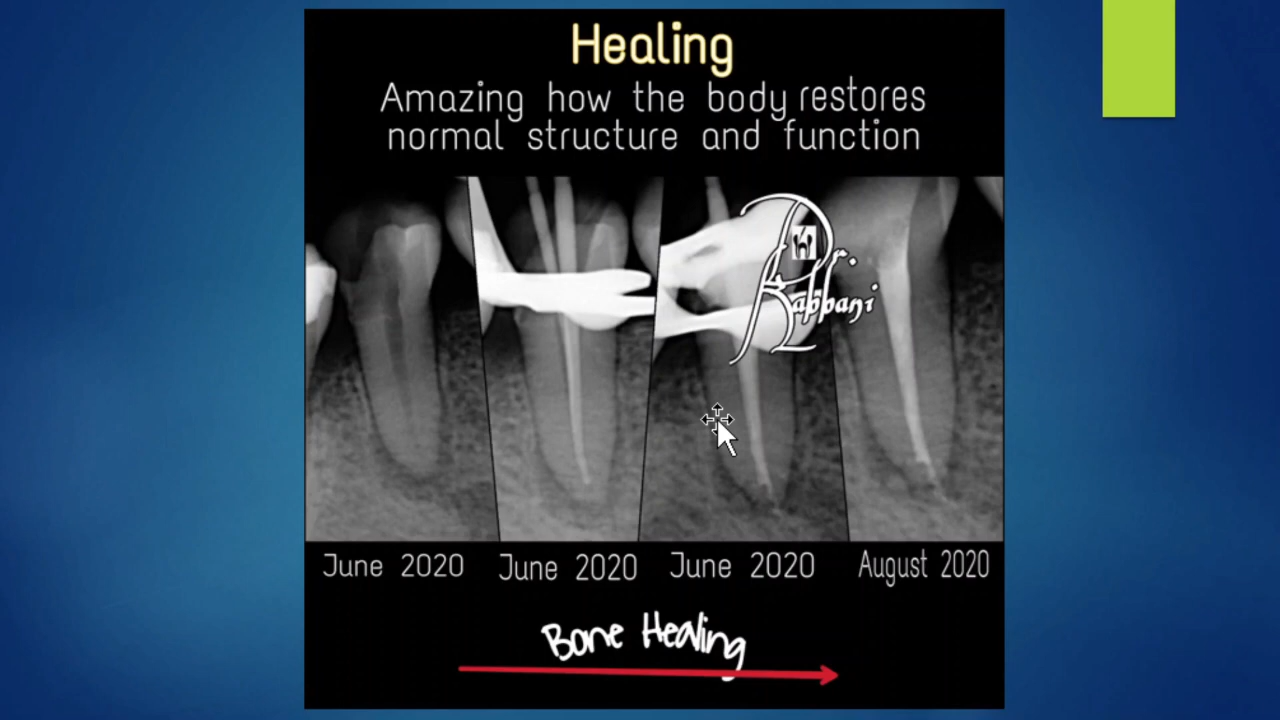 Healing
Amazing how the body restores
normal structure and function
Dr.
Rabbani
June 2020 June 2020 June 2020 August 2020
Bone Healing